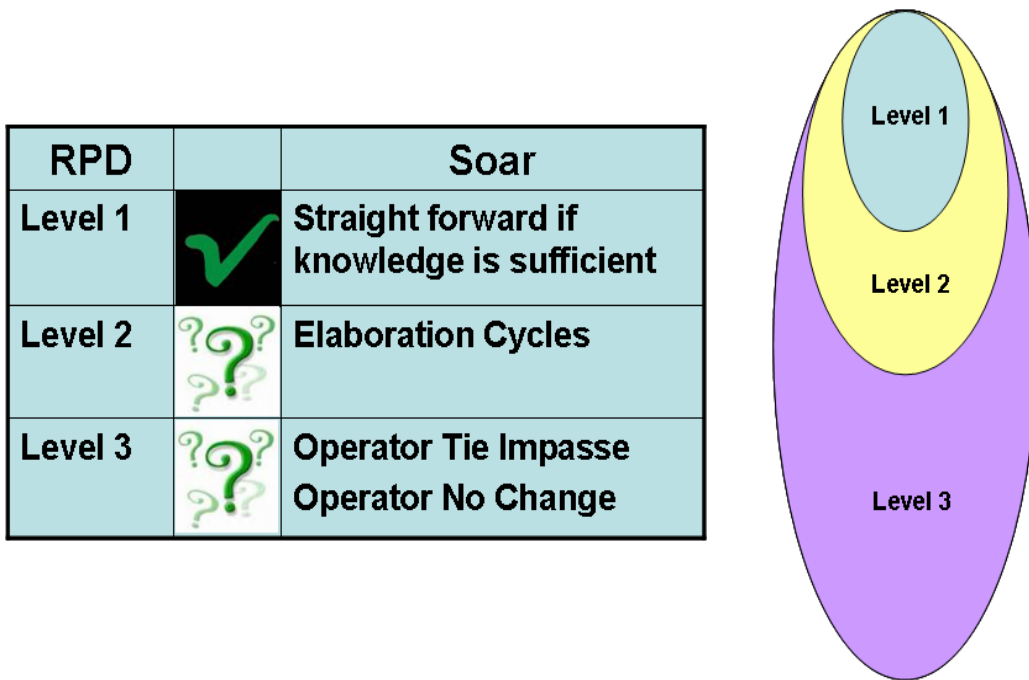 RPD
Soar
Level 1
Straight forward if
knowledge is sufficient
Level 2
Elaboration Cycles
Level 3
Operator Tie Impasse
Operator No Change
Level 1
Level 2
Level 3